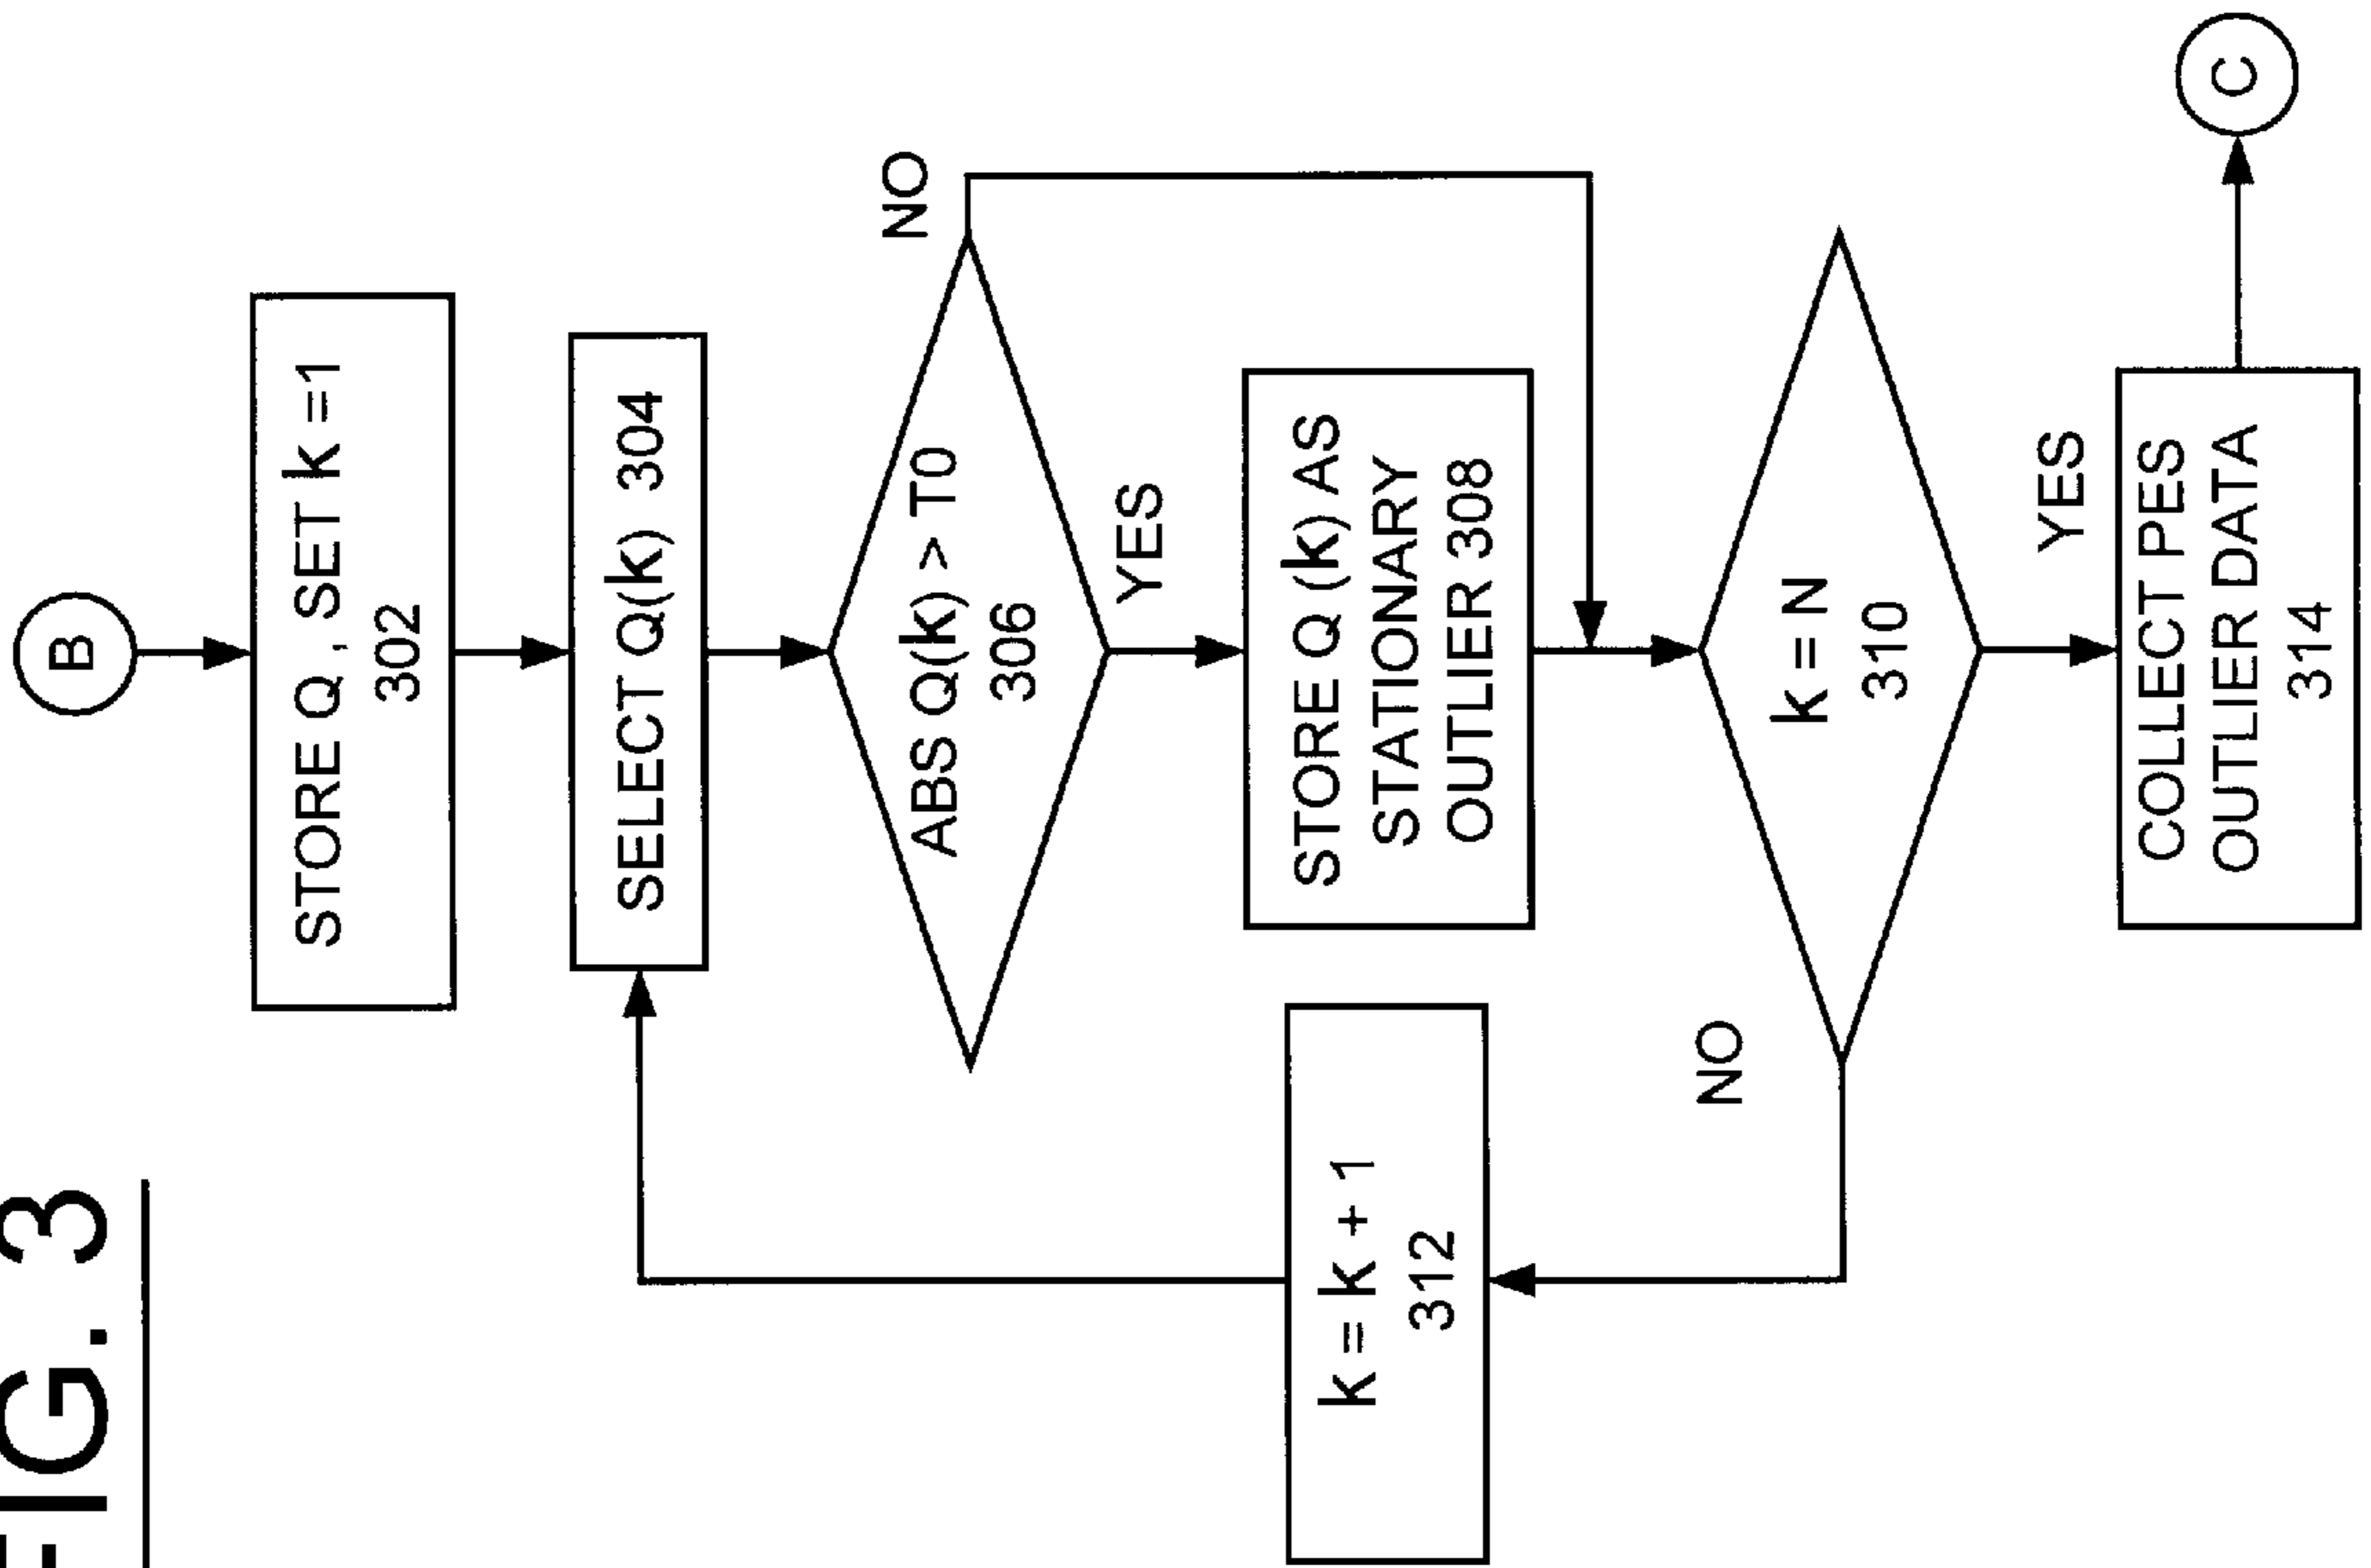 FIG. 3
B
STORE Q , SET k =1
302
SELECT Q(k) 304
ABS Q(k) > T0
306
NO
YES
STORE Q (k) AS
STATIONARY
OUTLIER 308
k = N
310
NO
k = k + 1
312
YES
COLLECT PES
OUTLIER DATA
314
C